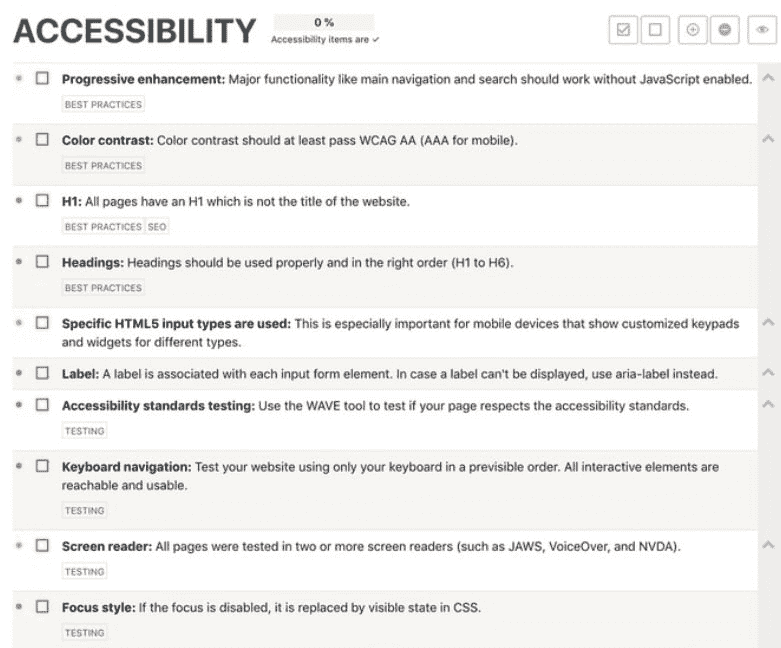 ACCESSIBILITY
0 %
Accessibility items are ✓
Progressive enhancement: Major functionality like main navigation and search should work without JavaScript enabled.
BEST PRACTICES
Color contrast: Color contrast should at least pass WCAG AA (AAA for mobile).
BEST PRACTICES
H1: All pages have an H1 which is not the title of the website.
BEST PRACTICES SEO
Headings: Headings should be used properly and in the right order (H1 to H6).
BEST PRACTICES
Specific HTML5 input types are used: This is especially important for mobile devices that show customized keypads
and widgets for different types.
Label: A label is associated with each input form element. In case a label can't be displayed, use aria-label instead.
Accessibility standards testing: Use the WAVE tool to test if your page respects the accessibility standards.
TESTING
Keyboard navigation: Test your website using only your keyboard in a previsible order. All interactive elements are
reachable and usable.
TESTING
Screen reader: All pages were tested in two or more screen readers (such as JAWS, VoiceOver, and NVDA).
TESTING
Focus style: If the focus is disabled, it is replaced by visible state in CSS.
TESTING